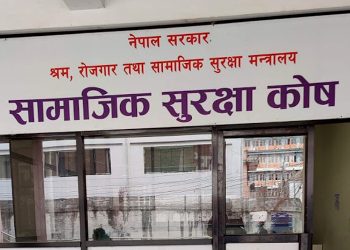 नेपाल सरकार
श्रम, रोजगार तथा सामाजिक सुरक्षा मन्त्रालय
सामाजिक सुरक्षा कोष